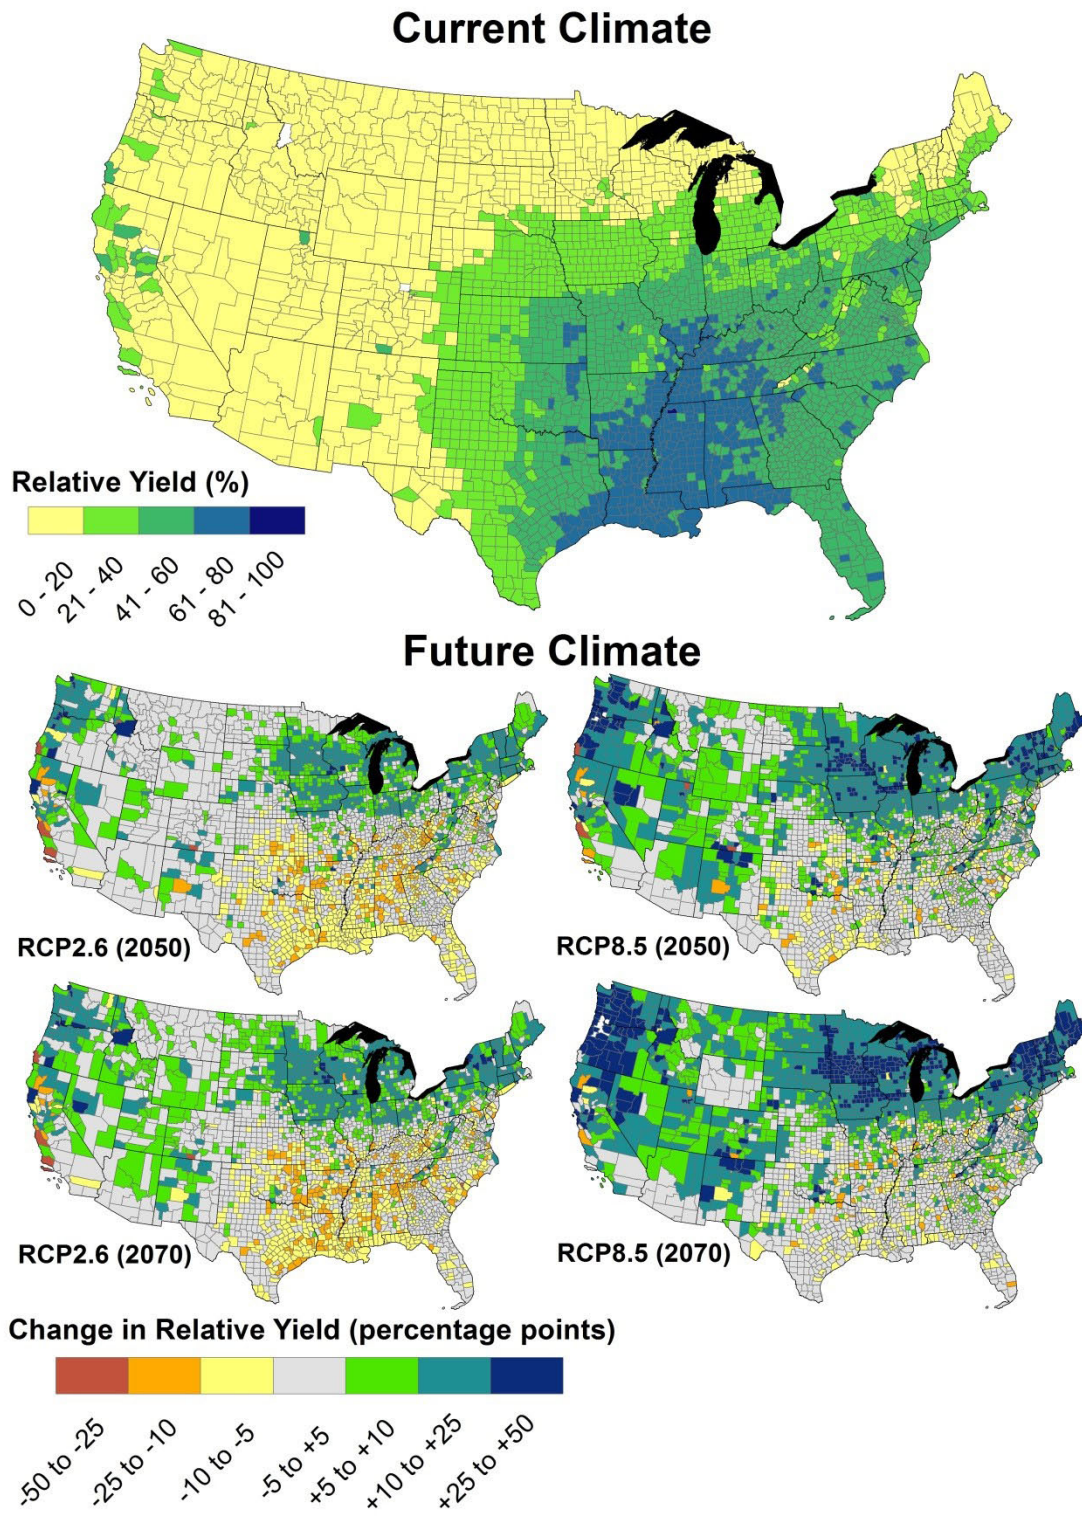 Current Climate
Relative Yield (%)
0 - 20
21 - 40
41 - 60
61 - 80
81 - 100
Future Climate
RCP2.6 (2050)
RCP8.5 (2050)
RCP2.6 (2070)
RCP8.5 (2070)
Change in Relative Yield (percentage points)
-50 to -25
-25 to -10
-10 to -5
-5 to +5
+5 to +10
+10 to +25
+25 to +50